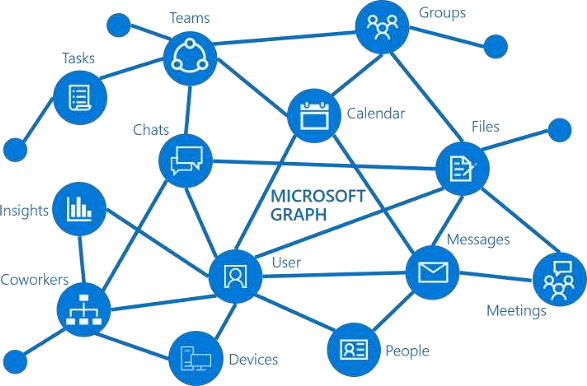 Teams
Groups
Tasks
Calendar
Chats
Files
MICROSOFT
GRAPH
Insights
Messages
User
Coworkers
Meetings
Devices
People